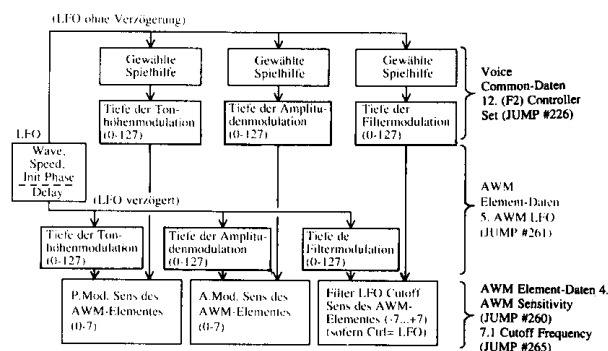 (LFO ohne Verzögerung)
Gewählte
Spielhilfe
Gewählte
Spielhilfe
Gewählte
Spielhilfe
Tiefe der Ton-
höhenmodulation
(0-127)
Tiefe der Amplitu-
denmodulation
(0-127)
Tiefe der
Filtermodulation
(0-127)
Voice
Common-Daten
12. (F2) Controller
Set (JUMP #226)
LFO
Wave,
Speed,
Init Phase
Delay
(LFO verzögert)
Tiefe der Ton-
höhenmodulation
(0-127)
Tiefe der Amplitu-
denmodulation
(0-127)
Tiefe de
Filtermodulation
(0-127)
AWM
Element-Daten
5. AWM LFO
(JUMP #261)
P.Mod. Sens des
AWM-Elementes
(0-7)
A.Mod. Sens des
AWM-Elementes
(0-7)
Filter LFO Cutoff
Sens des AWM-
Elementes (-7...+7)
(sofern Ctrl= LFO)
AWM Element-Daten 4.
AWM Sensitivity
(JUMP #260)
7.1 Cutoff Frequency
(JUMP #265)